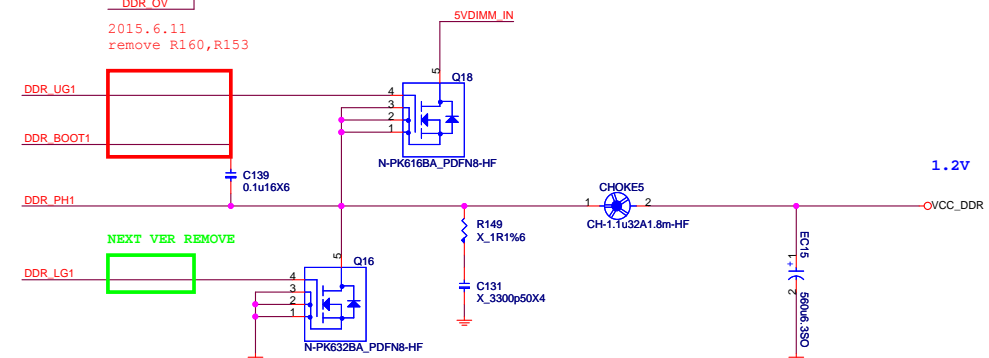 DDR_OV
2015.6.11
remove R160,R153
5VDIMM_IN
5
Q18
DDR_UG1
4
3
2
1
DDR_BOOT1
N-PK616BA_PDFN8-HF
1.2V
C139
0.1u16X6
CHOKE5
DDR_PH1
1
2
VCC_DDR
CH-1.1u32A1.8m-HF
R149
X_1R1%6
NEXT VER REMOVE
EC15
1
+
2
560u6.3SO
5
Q16
DDR_LG1
4
3
2
1
C131
X_3300p50X4
N-PK632BA_PDFN8-HF